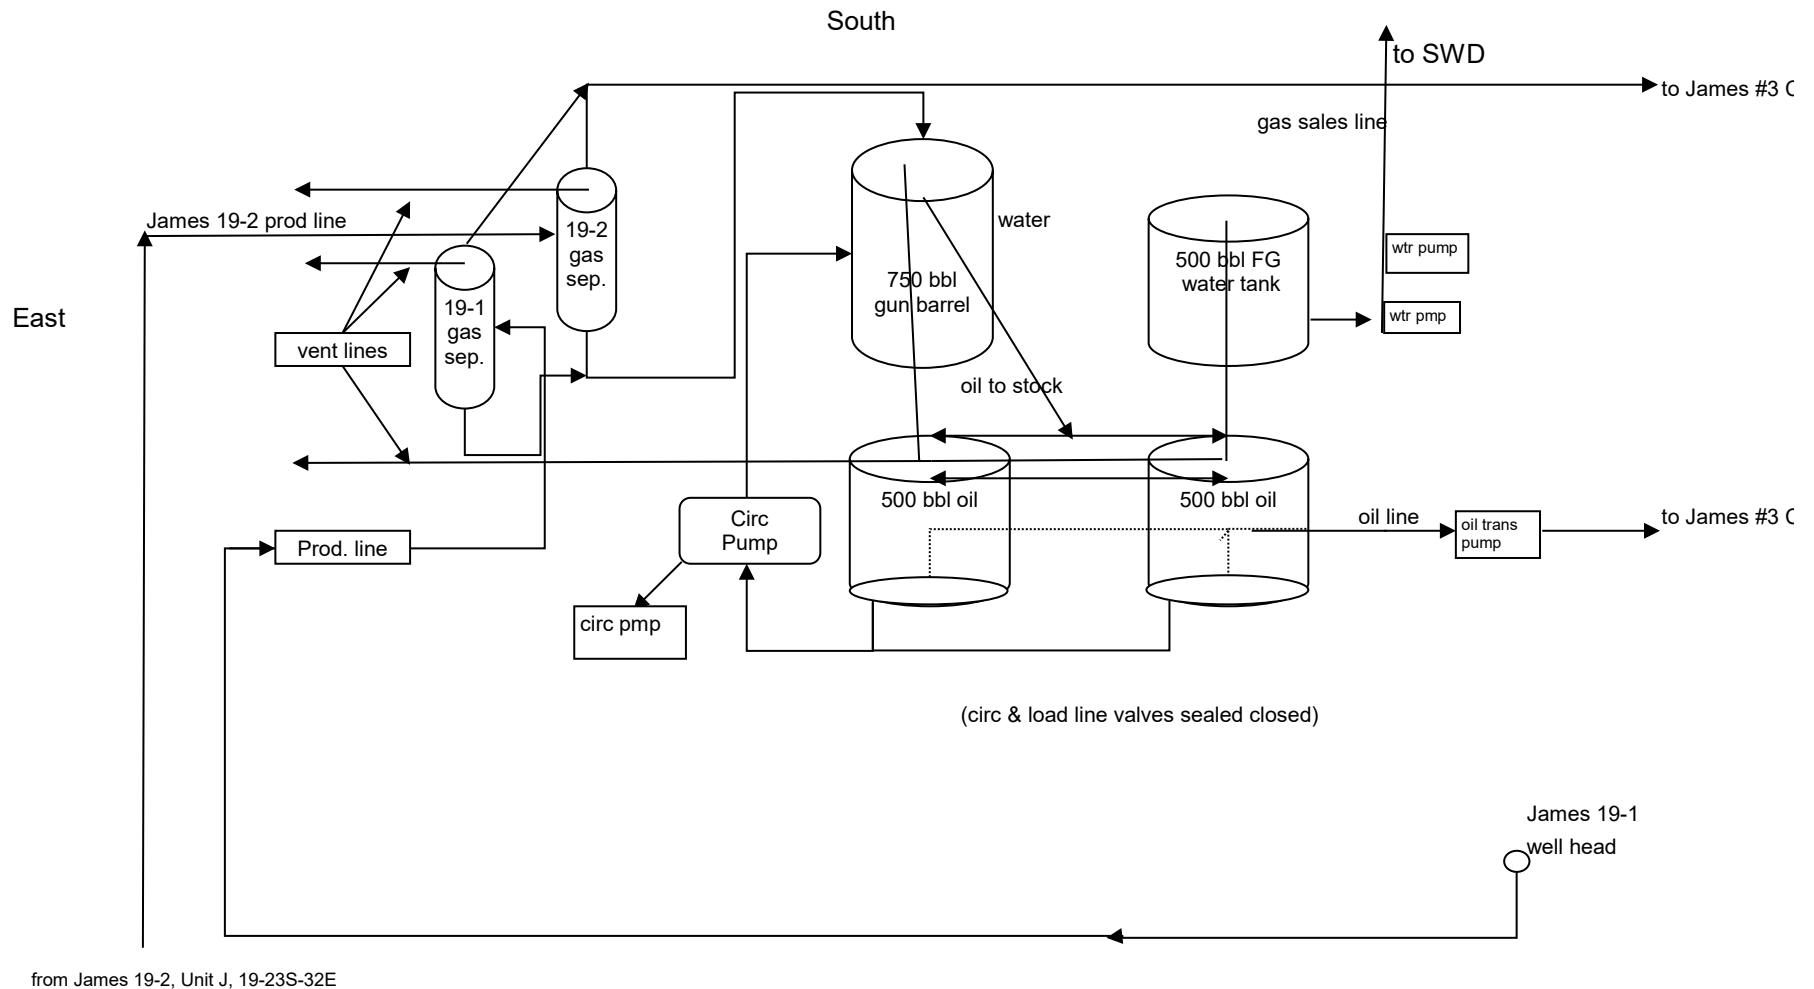 South
to SWD
to James #3 C
gas sales line
James 19-2 prod line
19-2
gas
sep.
water
wtr pump
500 bbl FG
water tank
750 bbl
gun barrel
East
19-1
gas
sep.
wtr pmp
vent lines
oil to stock
500 bbl oil
500 bbl oil
Circ
Pump
oil line
oil trans
pump
to James #3 C
Prod. line
circ pmp
(circ & load line valves sealed closed)
James 19-1
well head
from James 19-2, Unit J, 19-23S-32E